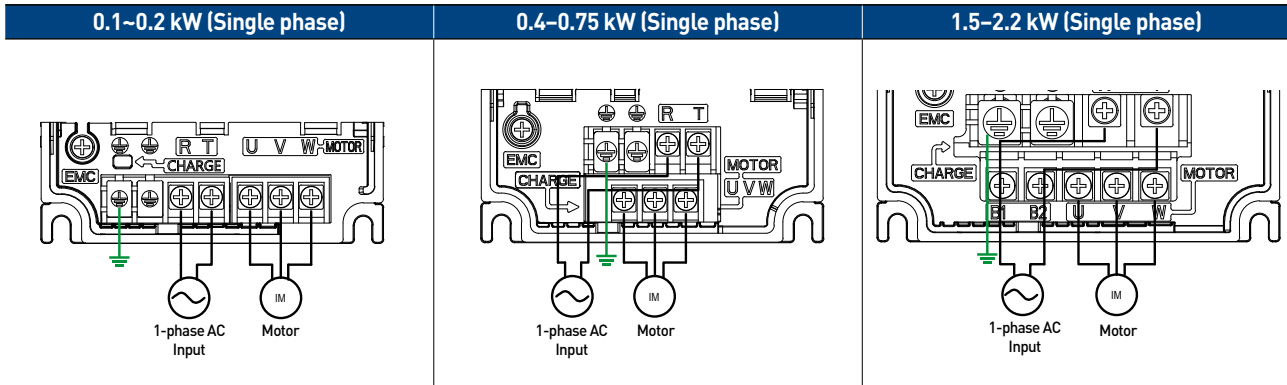 0.1~0.2 kW (Single phase)
0.4–0.75 kW (Single phase)
1.5–2.2 kW (Single phase)
R T U V W MOTOR
CHARGE
EMC
IM
1-phase AC
Input
Motor
R T
EMC
MOTOR
CHARGE
U V W
IM
1-phase AC
Input
Motor
EMC
CHARGE
MOTOR
B1 B2 U V W
IM
1-phase AC
Input
Motor